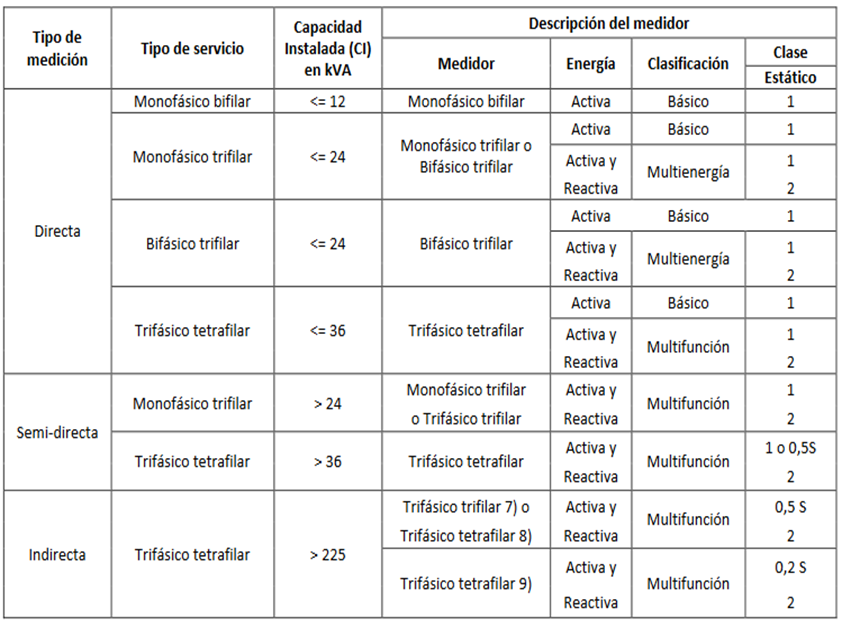 Tipo de medición
Tipo de servicio
Capacidad Instalada (CI) en kVA
Descripción del medidor
Medidor
Energía
Clasificación
Clase
Estático
Directa
Monofásico bifilar
<= 12
Monofásico bifilar
Activa
Básico
1
Monofásico trifilar
<= 24
Monofásico trifilar o
Bifásico trifilar
Activa
Básico
1
Activa y
Reactiva
Multienergía
1
2
Bifásico trifilar
<= 24
Bifásico trifilar
Activa
Básico
1
Activa y
Reactiva
Multienergía
1
2
Trifásico tetrafilar
<= 36
Trifásico tetrafilar
Activa
Básico
1
Activa y
Reactiva
Multifunción
1
2
Semi-directa
Monofásico trifilar
> 24
Monofásico trifilar
o Trifásico trifilar
Activa y
Reactiva
Multifunción
1
2
Trifásico tetrafilar
> 36
Trifásico tetrafilar
Activa y
Reactiva
Multifunción
1 o 0,5S
2
Indirecta
Trifásico tetrafilar
> 225
Trifásico trifilar 7) o
Trifásico tetrafilar 8)
Activa y
Reactiva
Multifunción
0,5 S
2
Trifásico tetrafilar 9)
Activa y
Reactiva
Multifunción
0,2 S
2